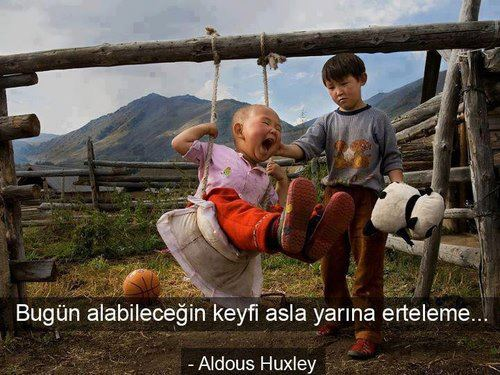 Bugün alabileceğin keyfi asla yarına erteleme...
- Aldous Huxley